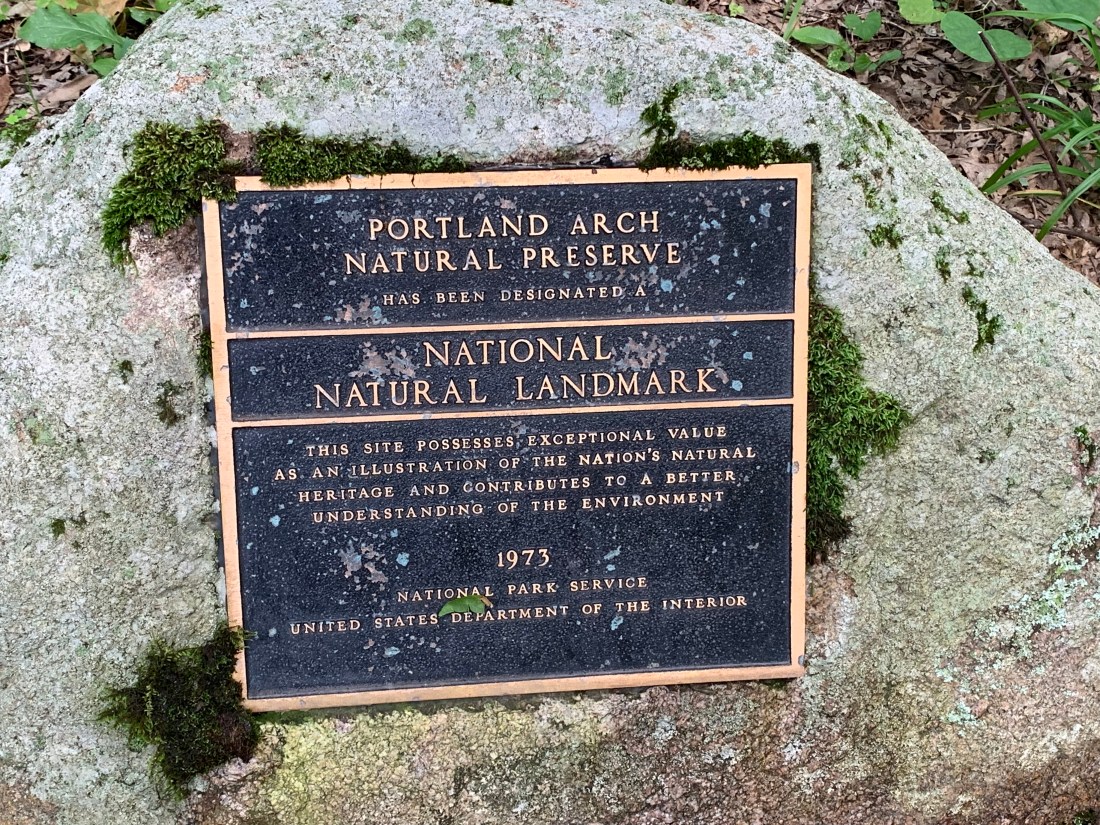 PORTLAND ARCH
NATURAL PRESERVE
HAS BEEN DESIGNATED A
NATIONAL
NATURAL LANDMARK
THIS SITE POSSESSES EXCEPTIONAL VALUE
AS AN ILLUSTRATION OF THE NATION'S NATURAL
HERITAGE AND CONTRIBUTES TO A BETTER
UNDERSTANDING OF THE ENVIRONMENT
1973
NATIONAL PARK SERVICE
UNITED STATES DEPARTMENT OF THE INTERIOR